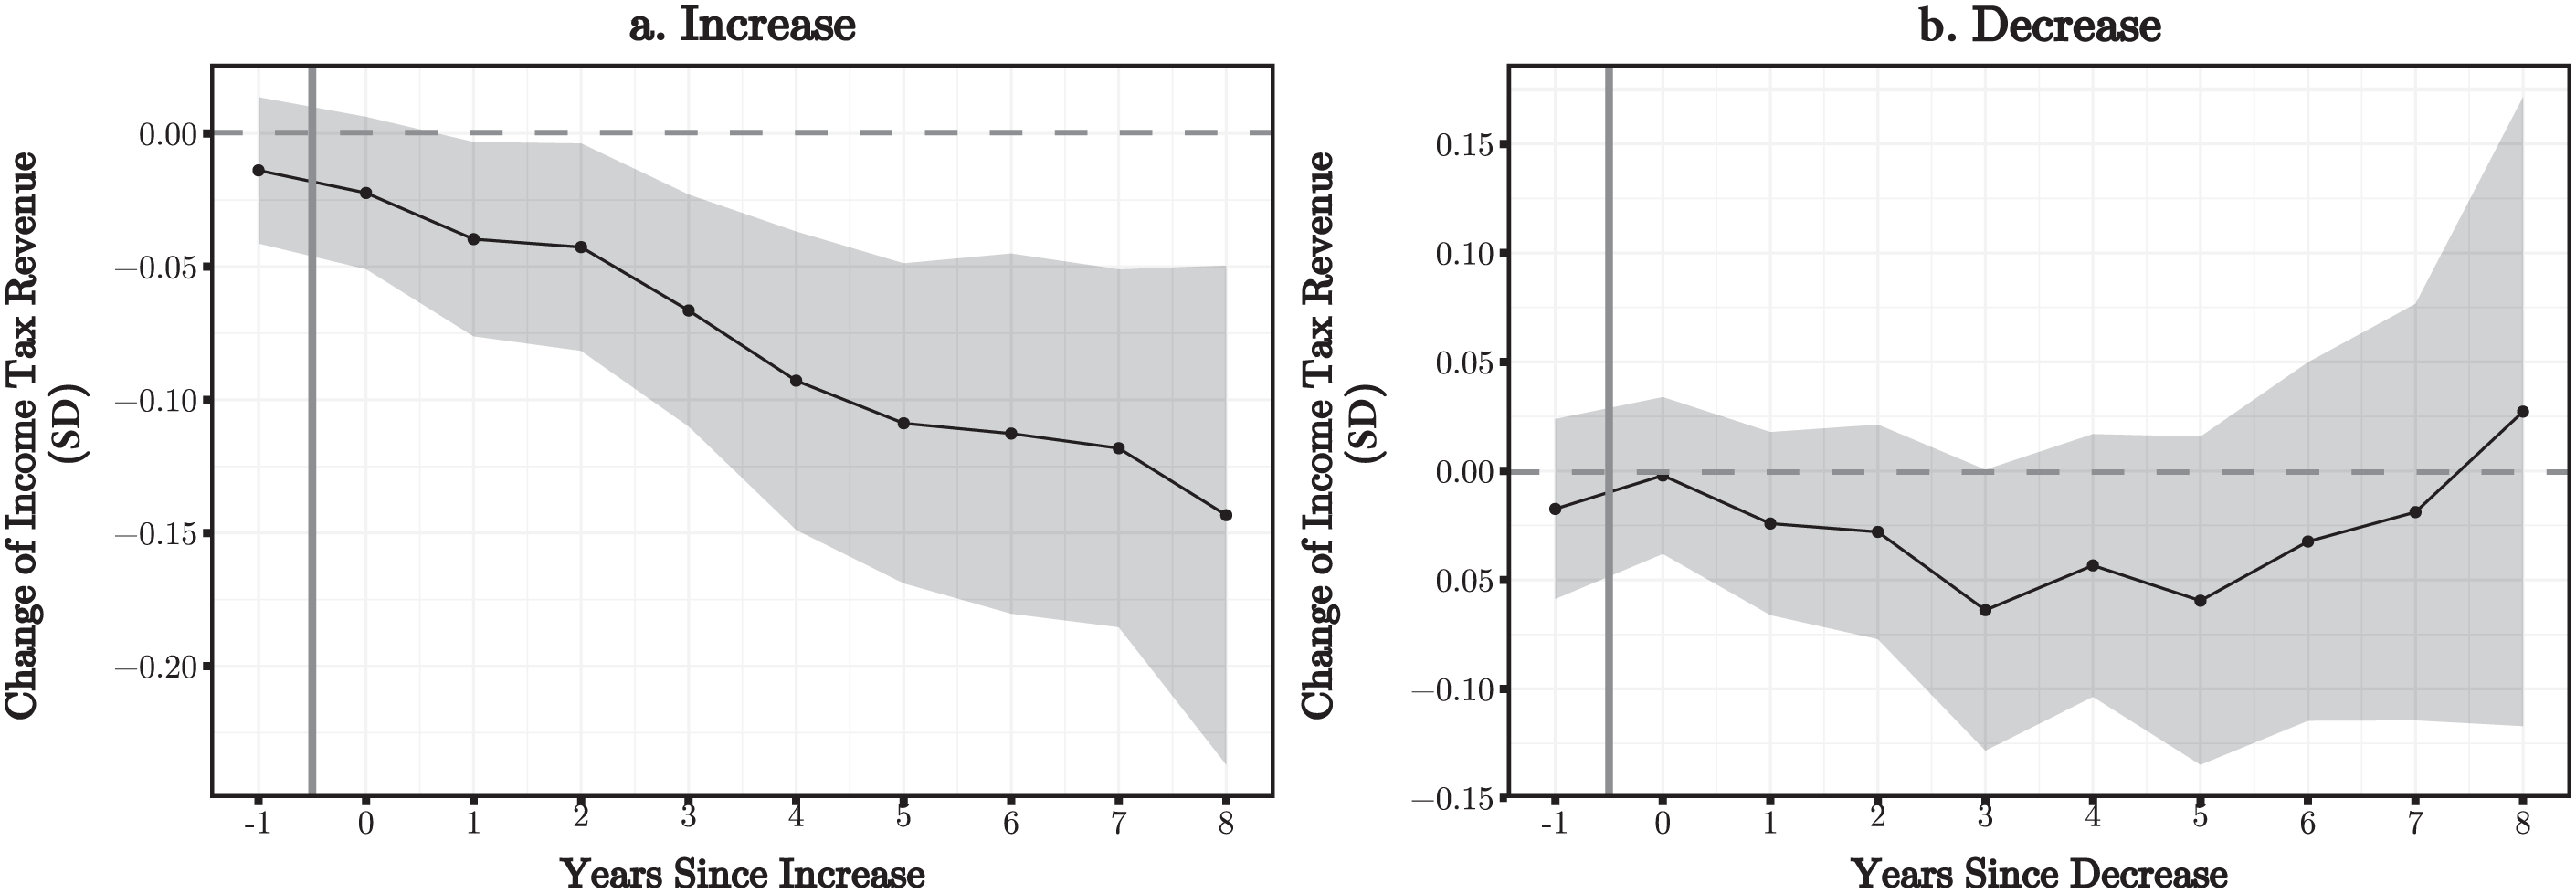 a. Increase
Change of Income Tax Revenue
(SD)
0.00
−0.05
−0.10
−0.15
−0.20
-1 0 1 2 3 4 5 6 7 8
Years Since Increase
b. Decrease
Change of Income Tax Revenue
(SD)
0.15
0.10
0.05
0.00
−0.05
−0.10
−0.15
-1 0 1 2 3 4 5 6 7 8
Years Since Decrease